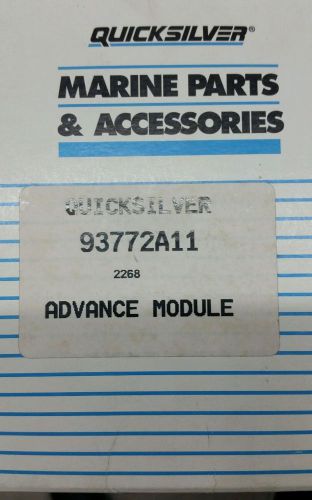 QUICKSILVER®
MARINE PARTS
& ACCESSORIES
QUICKSILVER
93772A11
2268
ADVANCE MODULE